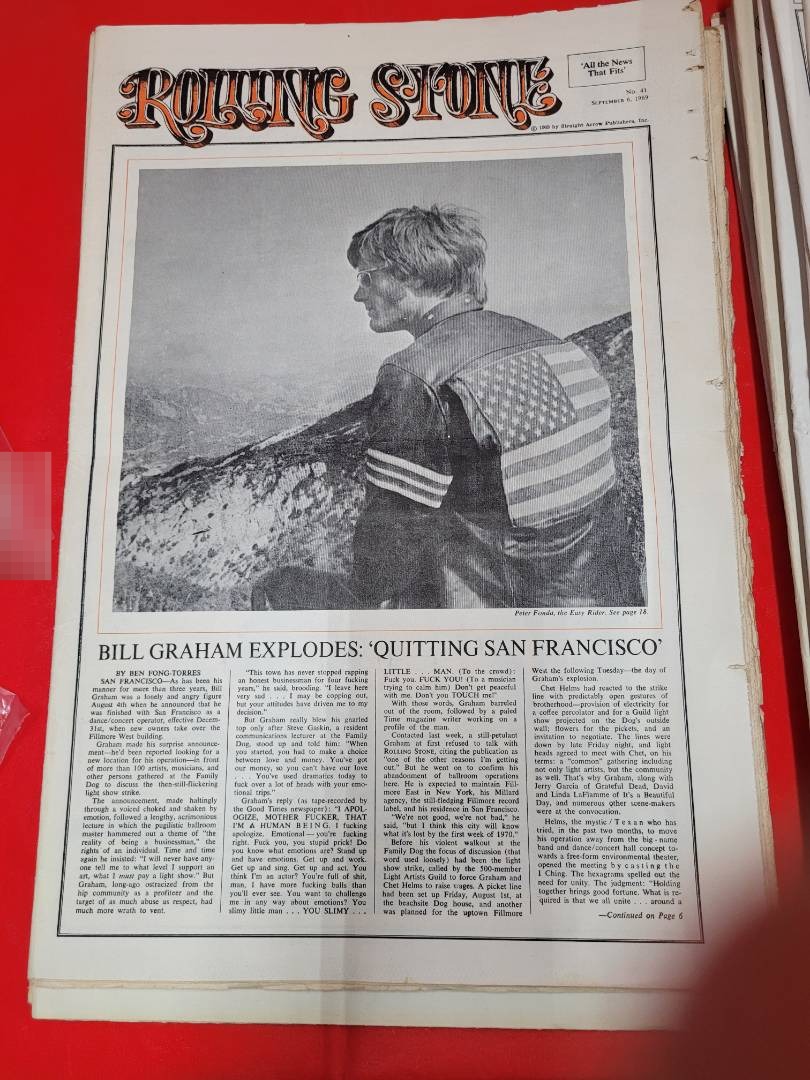 ROLLING STONE
'All the News
That Fits'
No. 41
SEPTEMBER 6, 1969
© 1969 by Straight Arrow Publishers, Inc.
Peter Fonda, the Easy Rider. See page 18.
BILL GRAHAM EXPLODES: 'QUITTING SAN FRANCISCO'
BY BEN FONG-TORRES
SAN FRANCISCO—As has been his
manner for more than three years, Bill
Graham was a lonely and angry figure
August 4th when he announced that he
was finished with San Francisco as a
dance/concert operator, effective Decem-
31st, when new owners take over the
Fillmore West building.
Graham made his surprise announce-
ment—he'd been reported looking for a
new location for his operation—in front
of more than 100 artists, musicians, and
other persons gathered at the Family
Dog to discuss the then-still-flickering
light show strike.
The announcement, made haltingly
through a voiced choked and shaken by
emotion, followed a lengthy, acrimonious
lecture in which the pugilistic ballroom
master hammered out a theme of "the
reality of being a businessman," the
rights of an individual. Time and time
again he insisted: "I will never have any-
one tell me to what level I support an
art, what I must pay a light show." But
Graham, long-ago ostracized from the
hip community as a profiteer and the
target of as much abuse as respect, had
much more wrath to vent.
"This town has never stopped rapping
an honest businessman for four fucking
years," he said, brooding. "I leave here
very sad . . . I may be copping out,
but your attitudes have driven me to my
decision."
But Graham really blew his gnarled
top only after Steve Gaskin, a resident
communications lecturer at the Family
Dog, stood up and told him: "When
you started, you had to make a choice
between love and money. You've got
our money, so you can't have our love
. . . You've used dramatics today to
fuck over a lot of heads with your emo-
tional trips."
Graham's reply (as tape-recorded by
the Good Times newspaper): "I APOL-
OGIZE, MOTHER FUCKER, THAT
I'M A HUMAN BEING. I fucking
apologize. Emotional—you're fucking
right. Fuck you, you stupid prick! Do
you know what emotions are? Stand up
and have emotions. Get up and work.
Get up and sing. Get up and act. You
think I'm an actor? You're full of shit,
man, I have more fucking balls than
you'll ever see. You want to challenge
me in any way about emotions? You
slimy little man . . . YOU SLIMY . . .
LITTLE . . . MAN. (To the crowd):
Fuck you. FUCK YOU! (To a musician
trying to calm him) Don't get peaceful
with me. Don't you TOUCH me!"
With those words, Graham barreled
out of the room, followed by a paled
Time magazine writer working on a
profile of the man.
Contacted last week, a still-petulant
Graham at first refused to talk with
ROLLING STONE, citing the publication as
"one of the other reasons I'm getting
out." But he went on to confirm his
abandonment of ballroom operations
here. He is expected to maintain Fill-
more East in New York, his Millard
agency, the still-fledgling Fillmore record
label, and his residence in San Francisco.
"We're not good, we're not bad," he
said, "but I think this city will know
what it's lost by the first week of 1970."
Before his violent walkout at the
Family Dog the focus of discussion (that
word used loosely) had been the light
show strike, called by the 500-member
Light Artists Guild to force Graham and
Chet Helms to raise wages. A picket line
had been set up Friday, August 1st, at
the beachsite Dog house, and another
was planned for the uptown Fillmore
West the following Tuesday—the day of
Graham's explosion.
Chet Helms had reacted to the strike
line with predictably open gestures of
brotherhood—provision of electricity for
a coffee percolator and for a Guild light
show projected on the Dog's outside
wall; flowers for the pickets, and an
invitation to negotiate. The lines were
down by late Friday night, and light
heads agreed to meet with Chet, on his
terms: a "common" gathering including
not only light artists, but the community
as well. That's why Graham, along with
Jerry Garcia of Grateful Dead, David
and Linda LaFlamme of It's a Beautiful
Day, and numerous other scene-makers
were at the convocation.
Helms, the mystic / Texan who has
tried, in the past two months, to move
his operation away from the big-name
band and dance/concert hall concept to-
wards a free-form environmental theater,
opened the meeting by casting the
I Ching. The hexagrams spelled out the
need for unity. The judgment: "Holding
together brings good fortune. What is re-
quired is that we all unite . . . around a
—Continued on Page 6